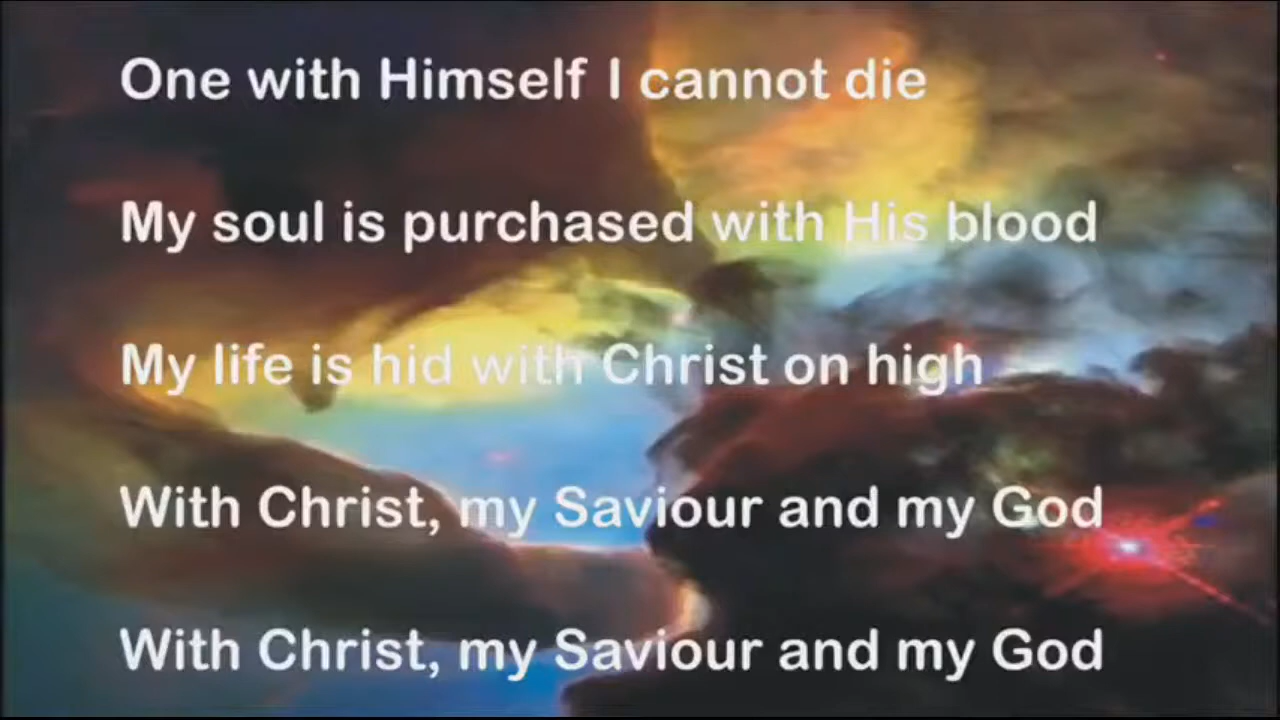 One with Himself I cannot die
My soul is purchased with His blood
My life is hid with Christ on high
With Christ, my Saviour and my God
With Christ, my Saviour and my God